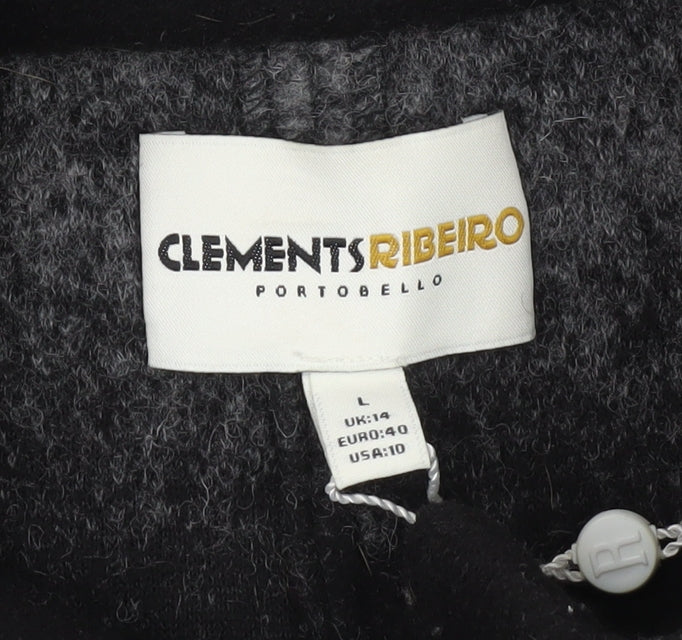 CLEMENTSRIBEIRO
PORTOBELLO
L
UK:14
EURO:40
USA:10
R